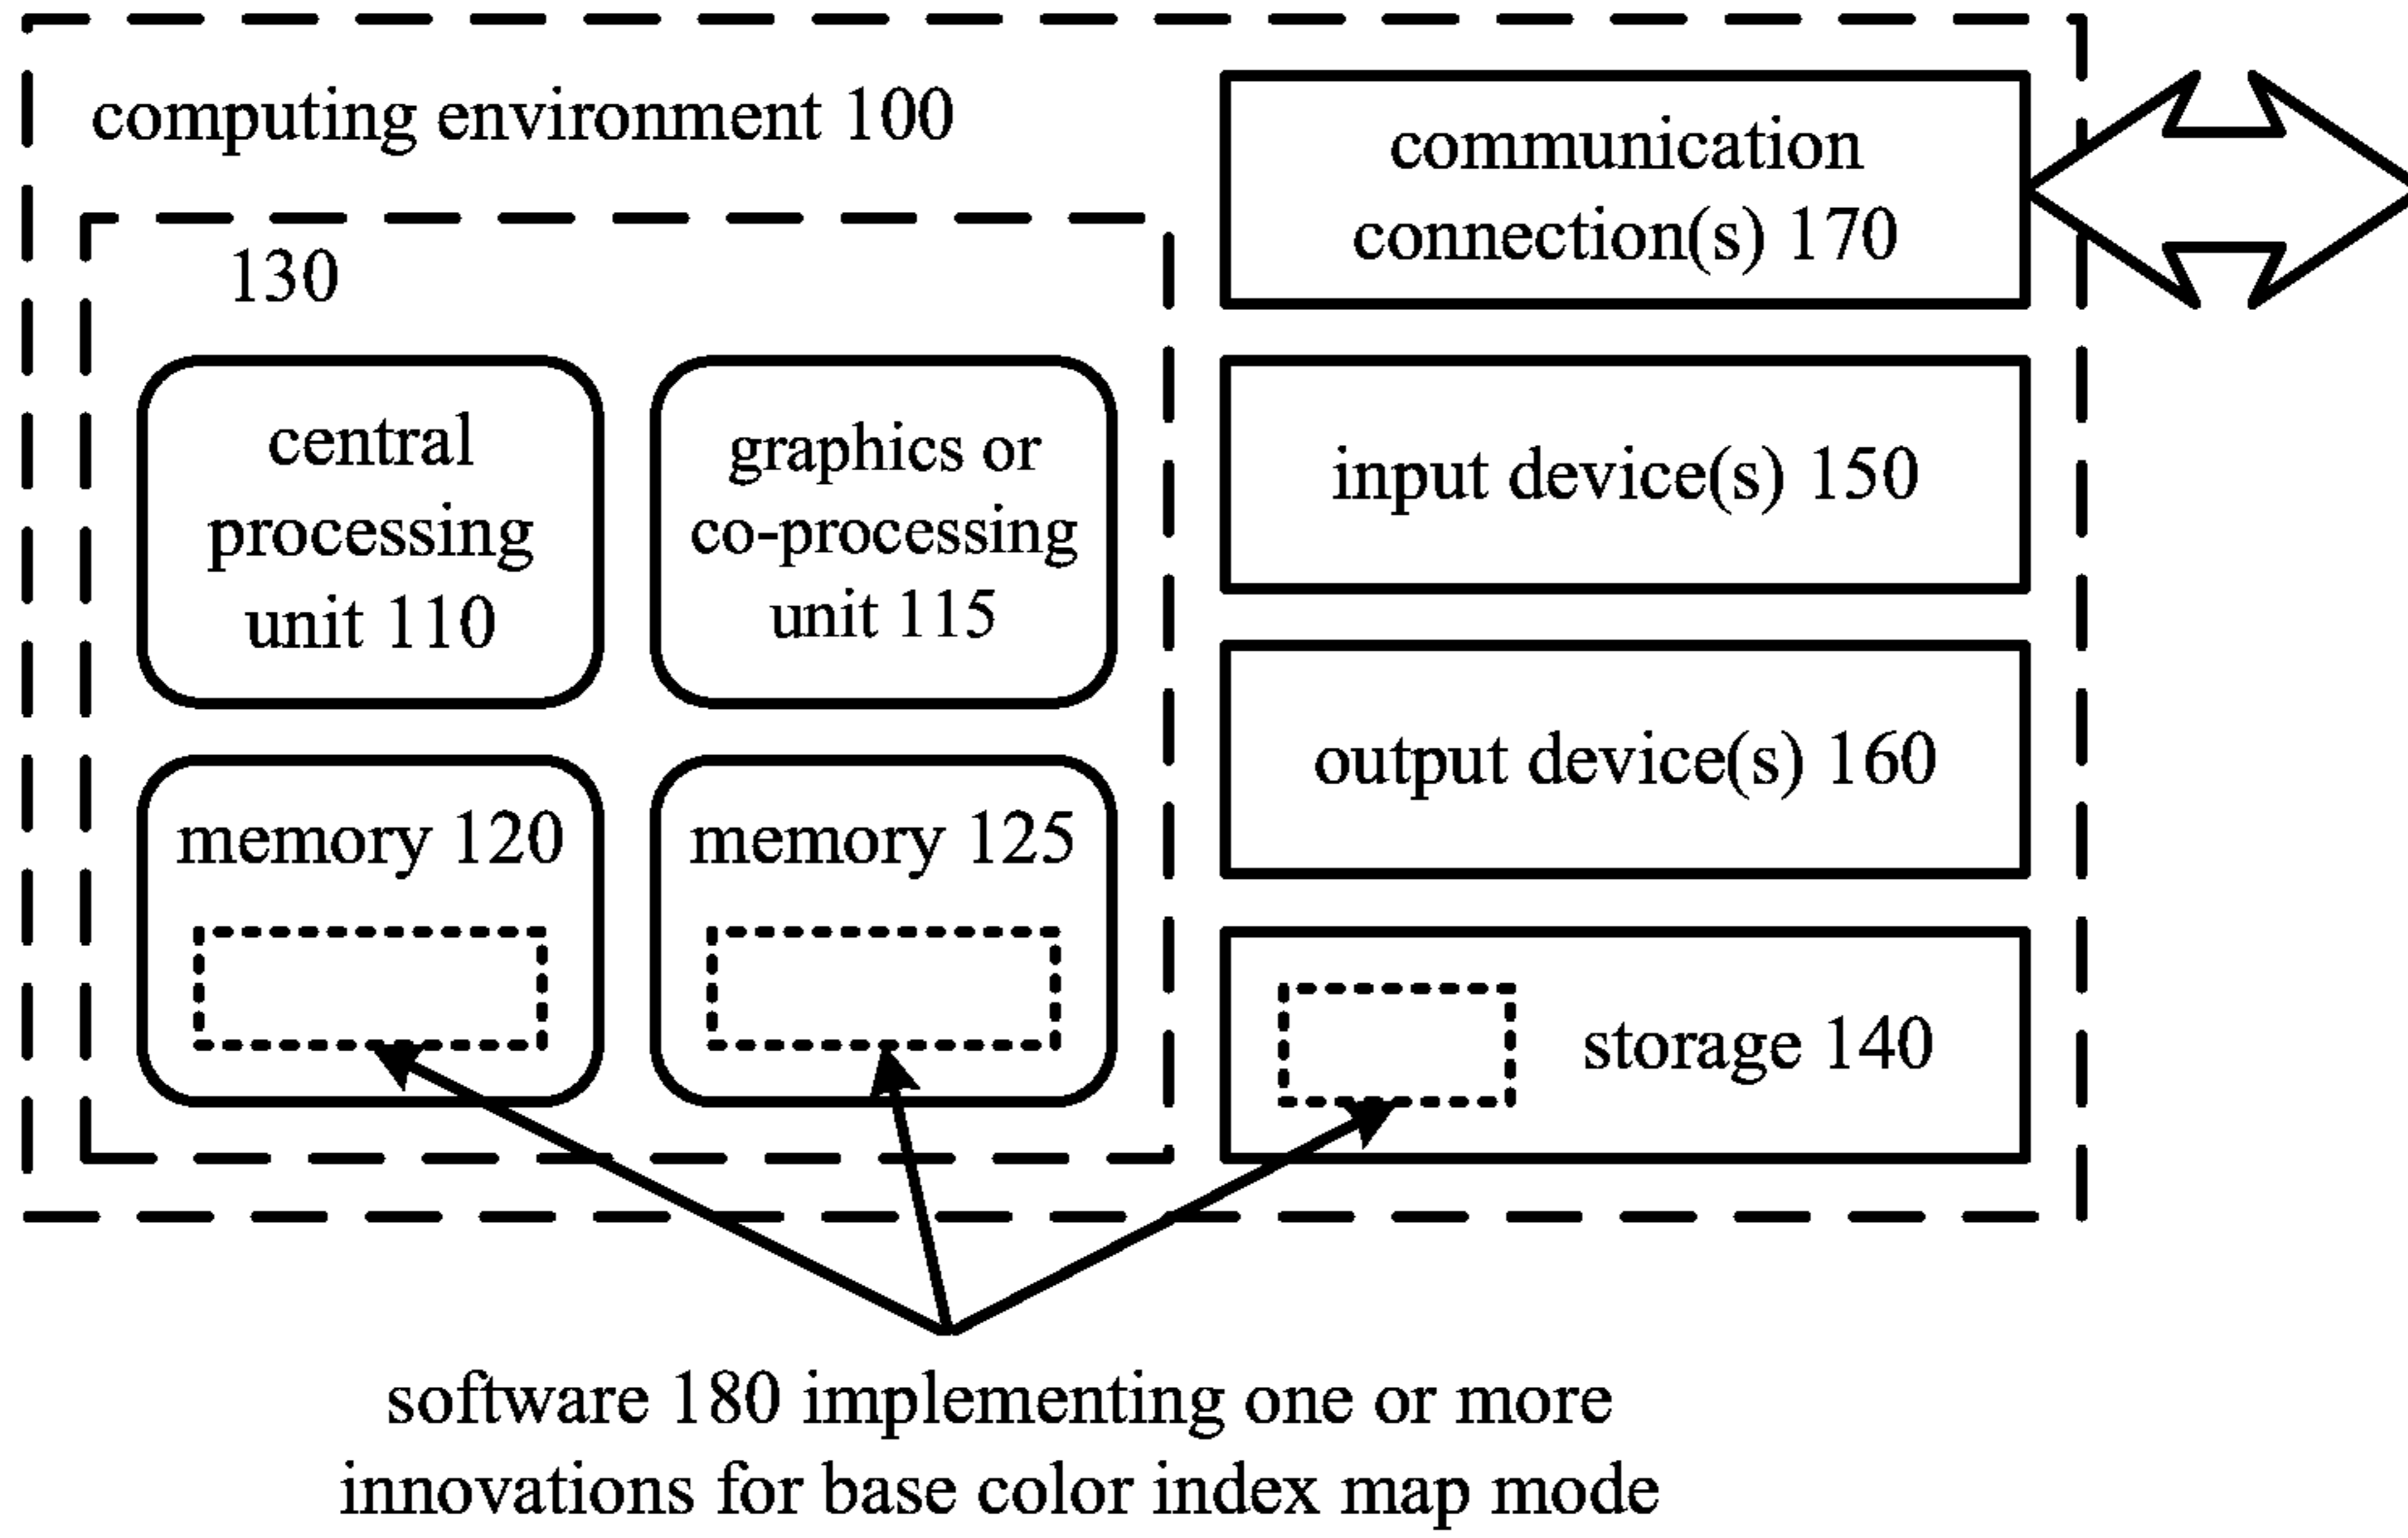 computing environment 100
130
central
processing
unit 110
graphics or
co-processing
unit 115
memory 120
memory 125
communication
connection(s) 170
input device(s) 150
output device(s) 160
storage 140
software 180 implementing one or more
innovations for base color index map mode